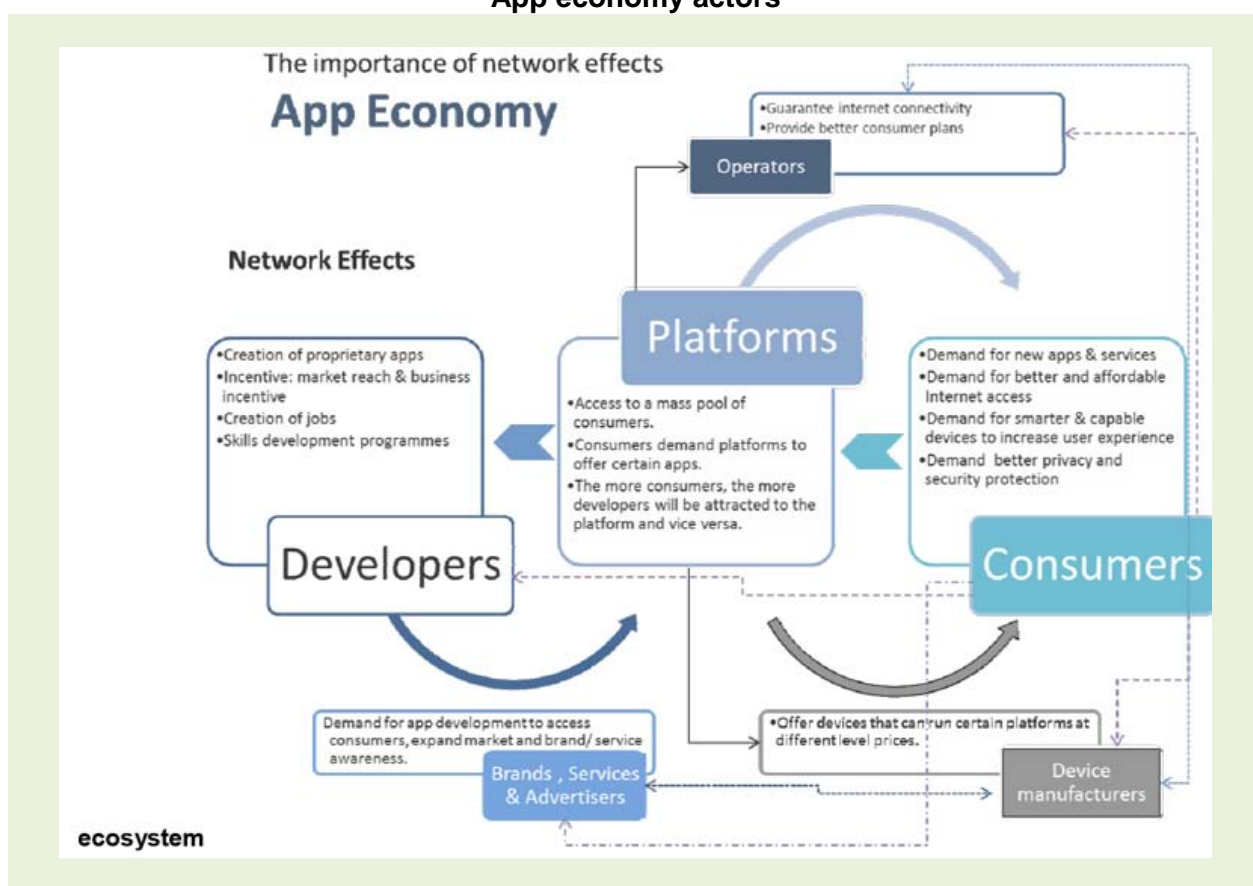 App economy actors
The importance of network effects
App Economy
•Guarantee internet connectivity
•Provide better consumer plans
Operators
Network Effects
Platforms
•Creation of proprietary apps
•Incentive: market reach & business
incentive
•Creation of jobs
•Skills development programmes
Developers
•Access to a mass pool of
consumers.
•Consumers demand platforms to
offer certain apps.
•The more consumers, the more
developers will be attracted to the
platform and vice versa.
•Demand for new apps & services
•Demand for better and affordable
Internet access
•Demand for smarter & capable
devices to increase user experience
•Demand better privacy and
security protection
Consumers
Demand for app development to access
consumers, expand market and brand/ service
awareness.
Brands , Services
& Advertisers
•Offer devices that can run certain platforms at
different level prices.
Device
manufacturers
ecosystem